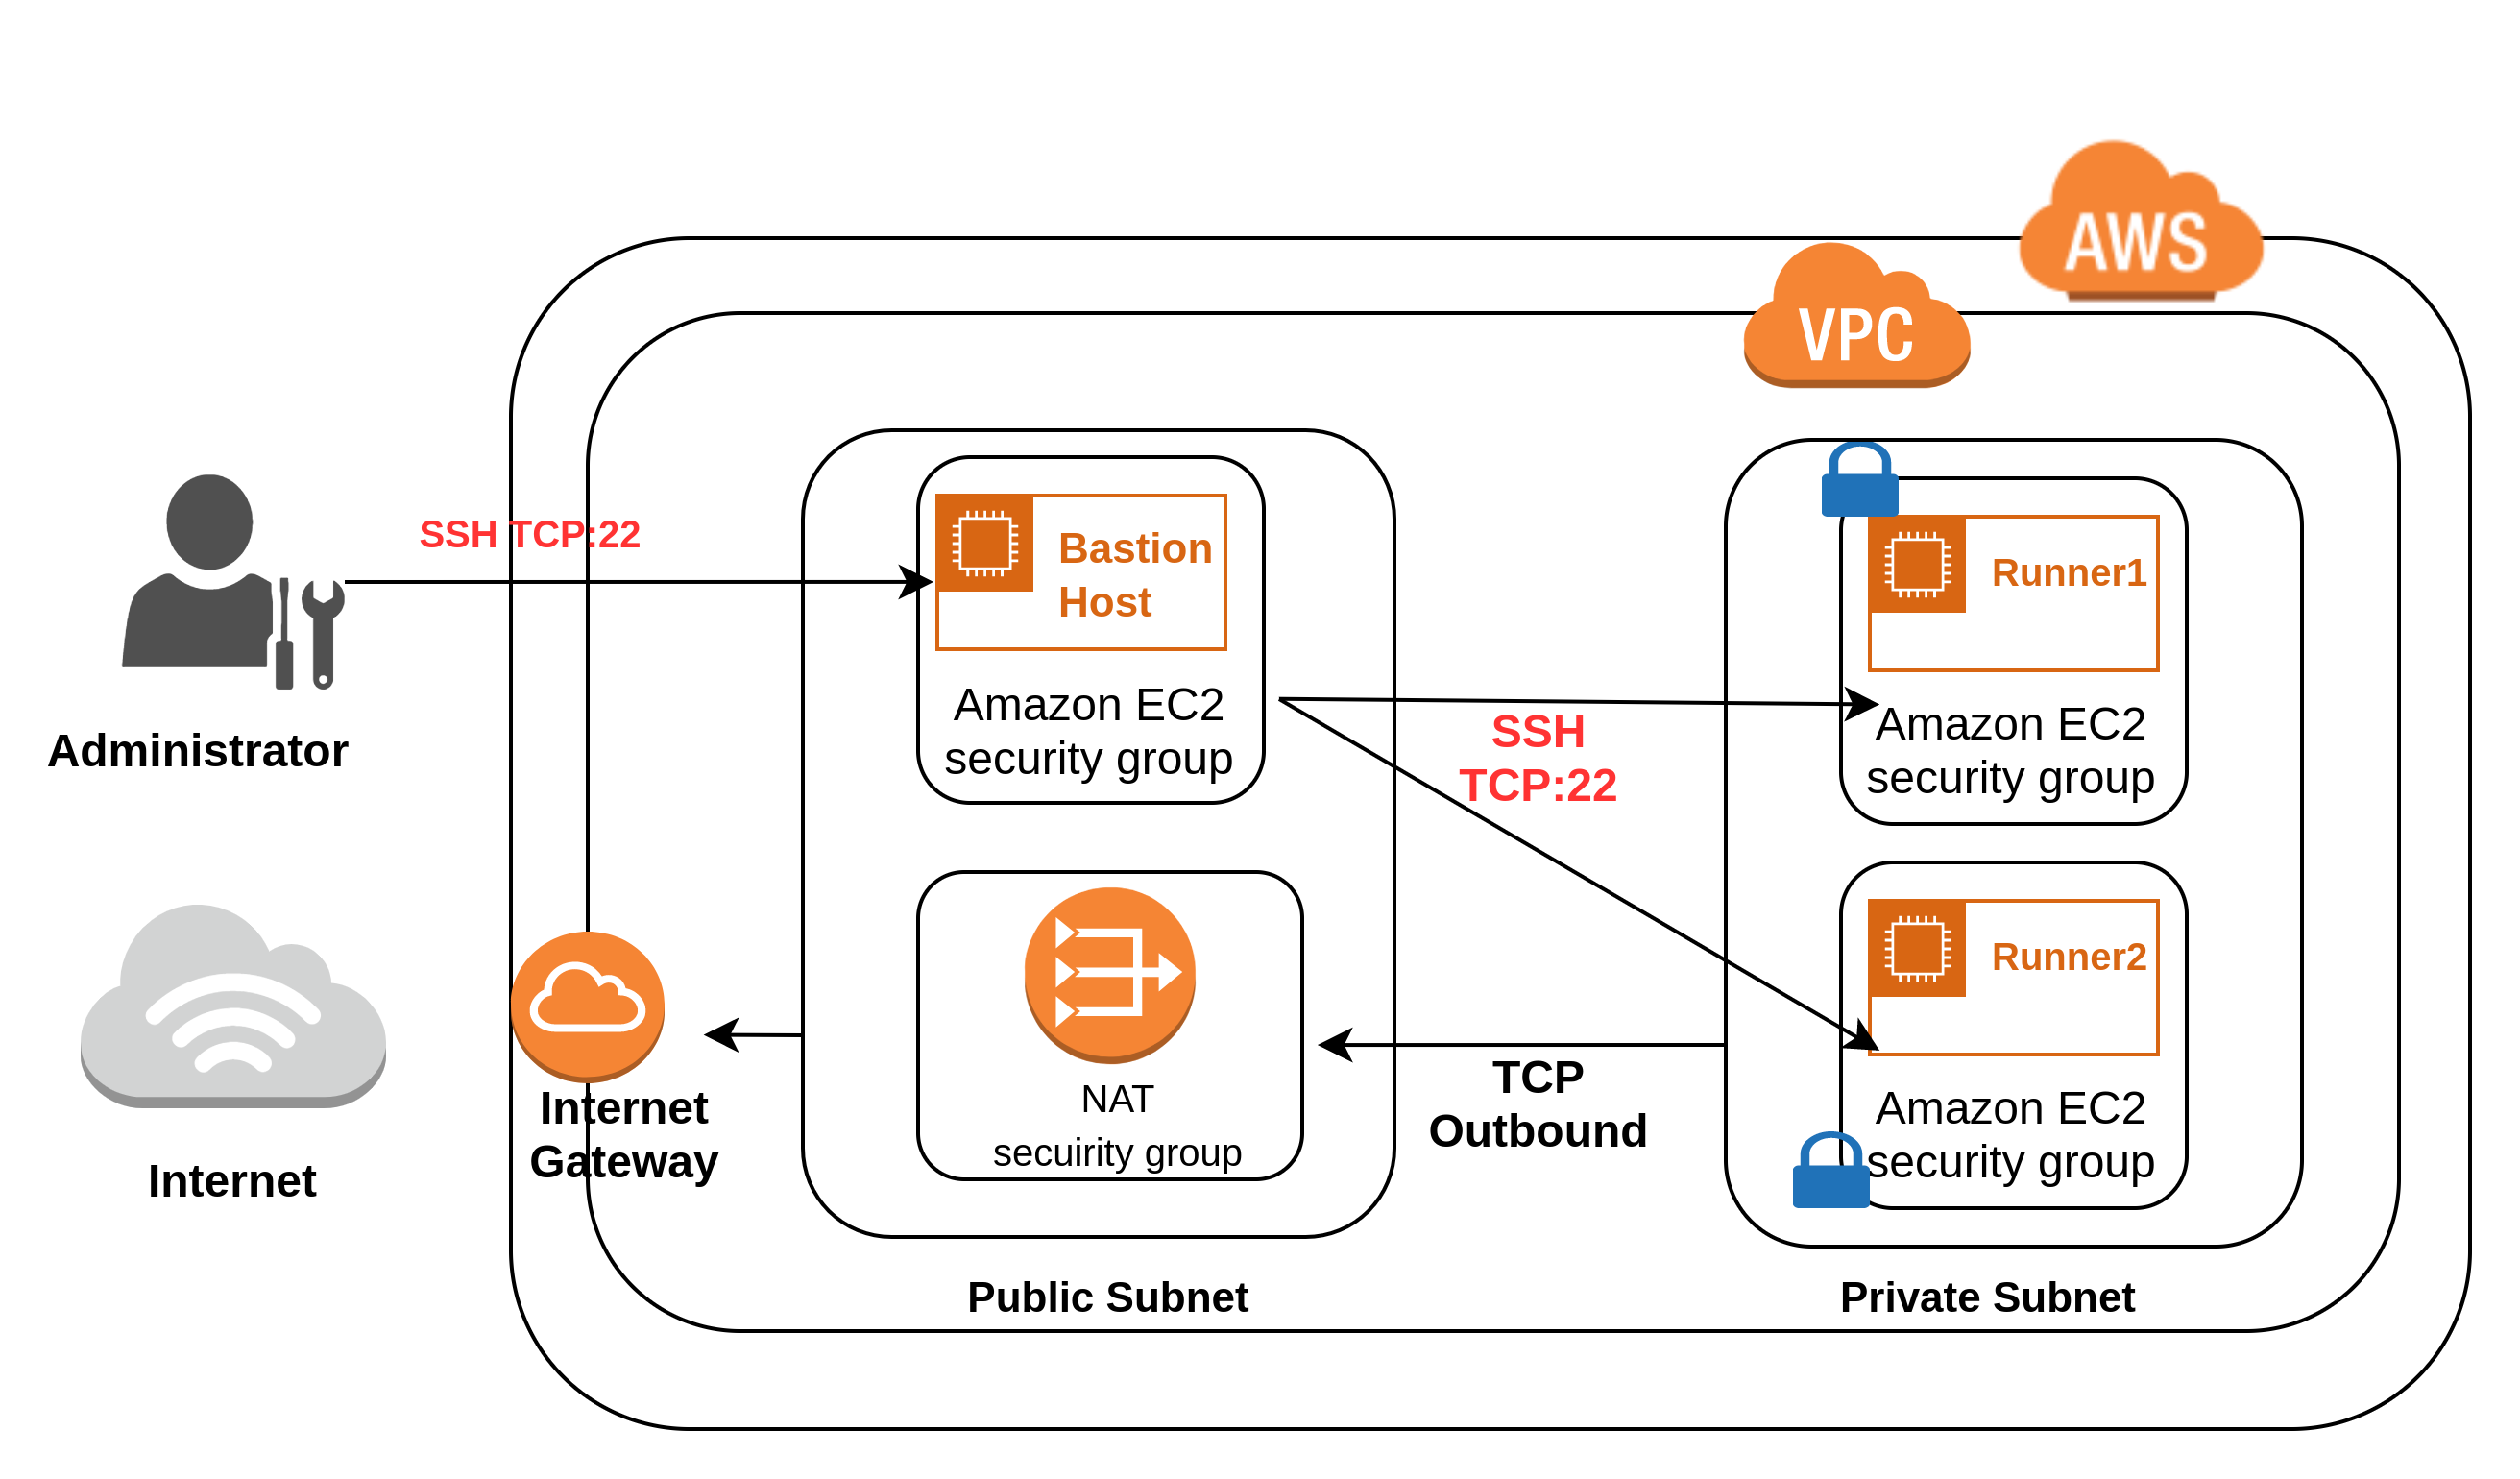 AWS
VPC
SSH TCP:22
Bastion
Host
Amazon EC2
security group
Runner1
Amazon EC2
security group
SSH
TCP:22
Administrator
Runner2
Amazon EC2
security group
NAT
secuirity group
TCP
Outbound
Internet
Gateway
Internet
Public Subnet
Private Subnet